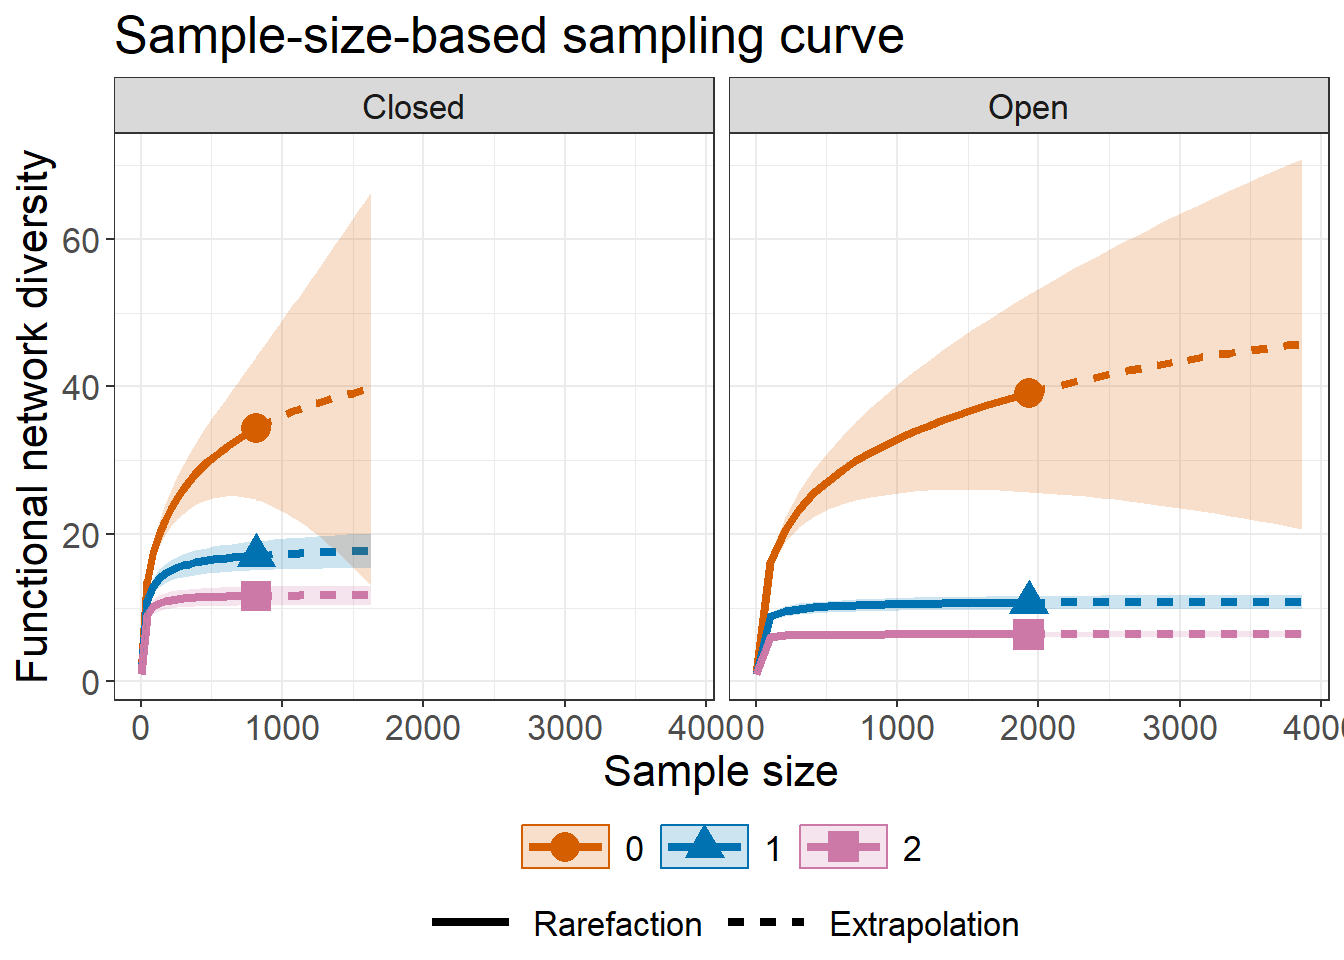 Sample-size-based sampling curve
Closed
Open
Functional network diversity
60
40
20
0
0 1000 2000 3000 4000
0 1000 2000 3000 400
Sample size
0 1 2
Rarefaction Extrapolation